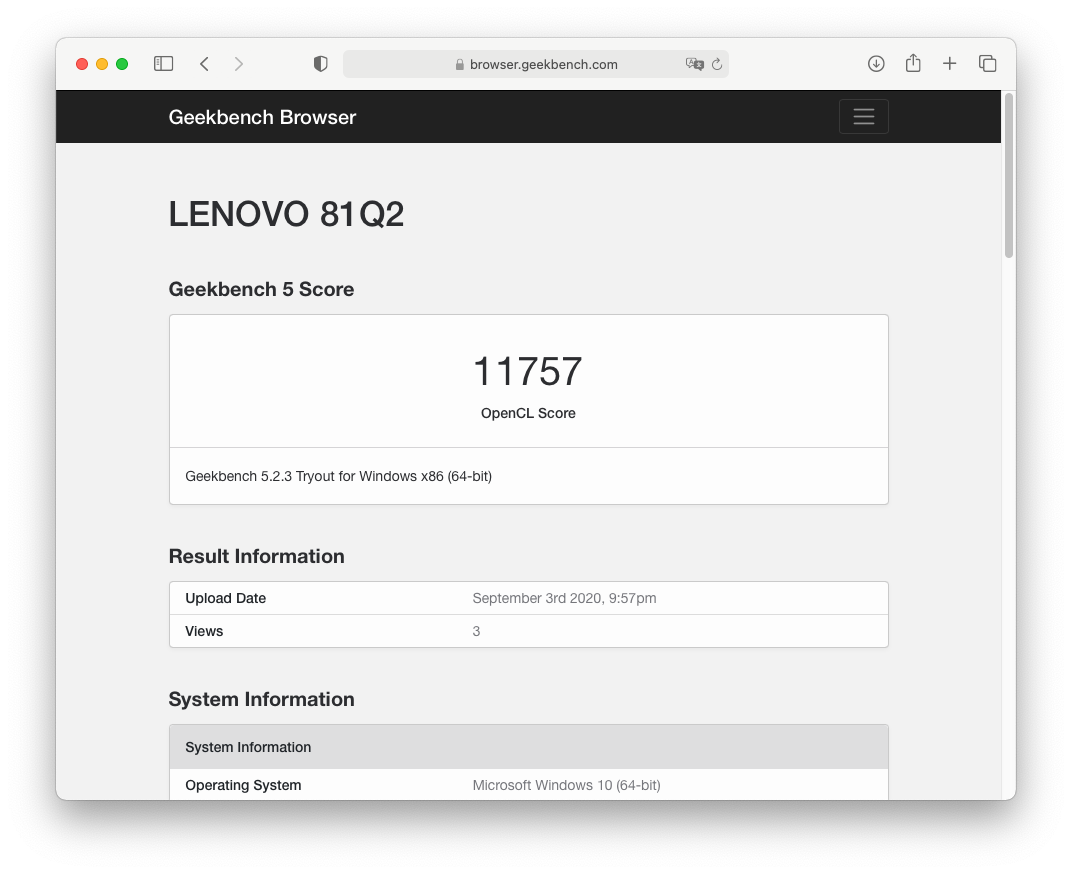 browser.geekbench.com
Geekbench Browser
LENOVO 81Q2
Geekbench 5 Score
11757
OpenCL Score
Geekbench 5.2.3 Tryout for Windows x86 (64-bit)
Result Information
Upload Date September 3rd 2020, 9:57pm
Views 3
System Information
System Information
Operating System Microsoft Windows 10 (64-bit)